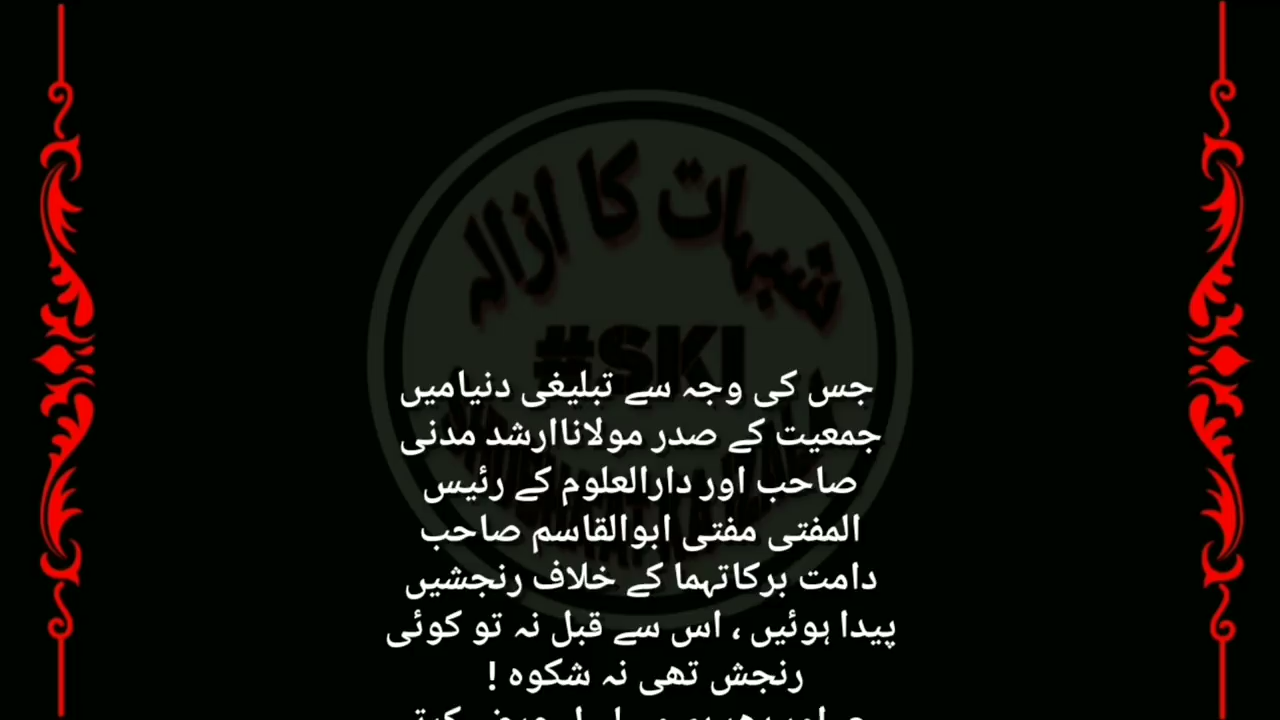 شبہات کا ازالہ
#SKI
جس کی وجہ سے تبلیغی دنیامیں
جمعیت کے صدر مولاناارشد مدنی
صاحب اور دارالعلوم کے رئیس
المفتی مفتی ابوالقاسم صاحب
دامت برکاتہما کے خلاف رنجشیں
پیدا ہوئیں ، اس سے قبل نہ تو کوئی
رنجش تھی نہ شکوہ !